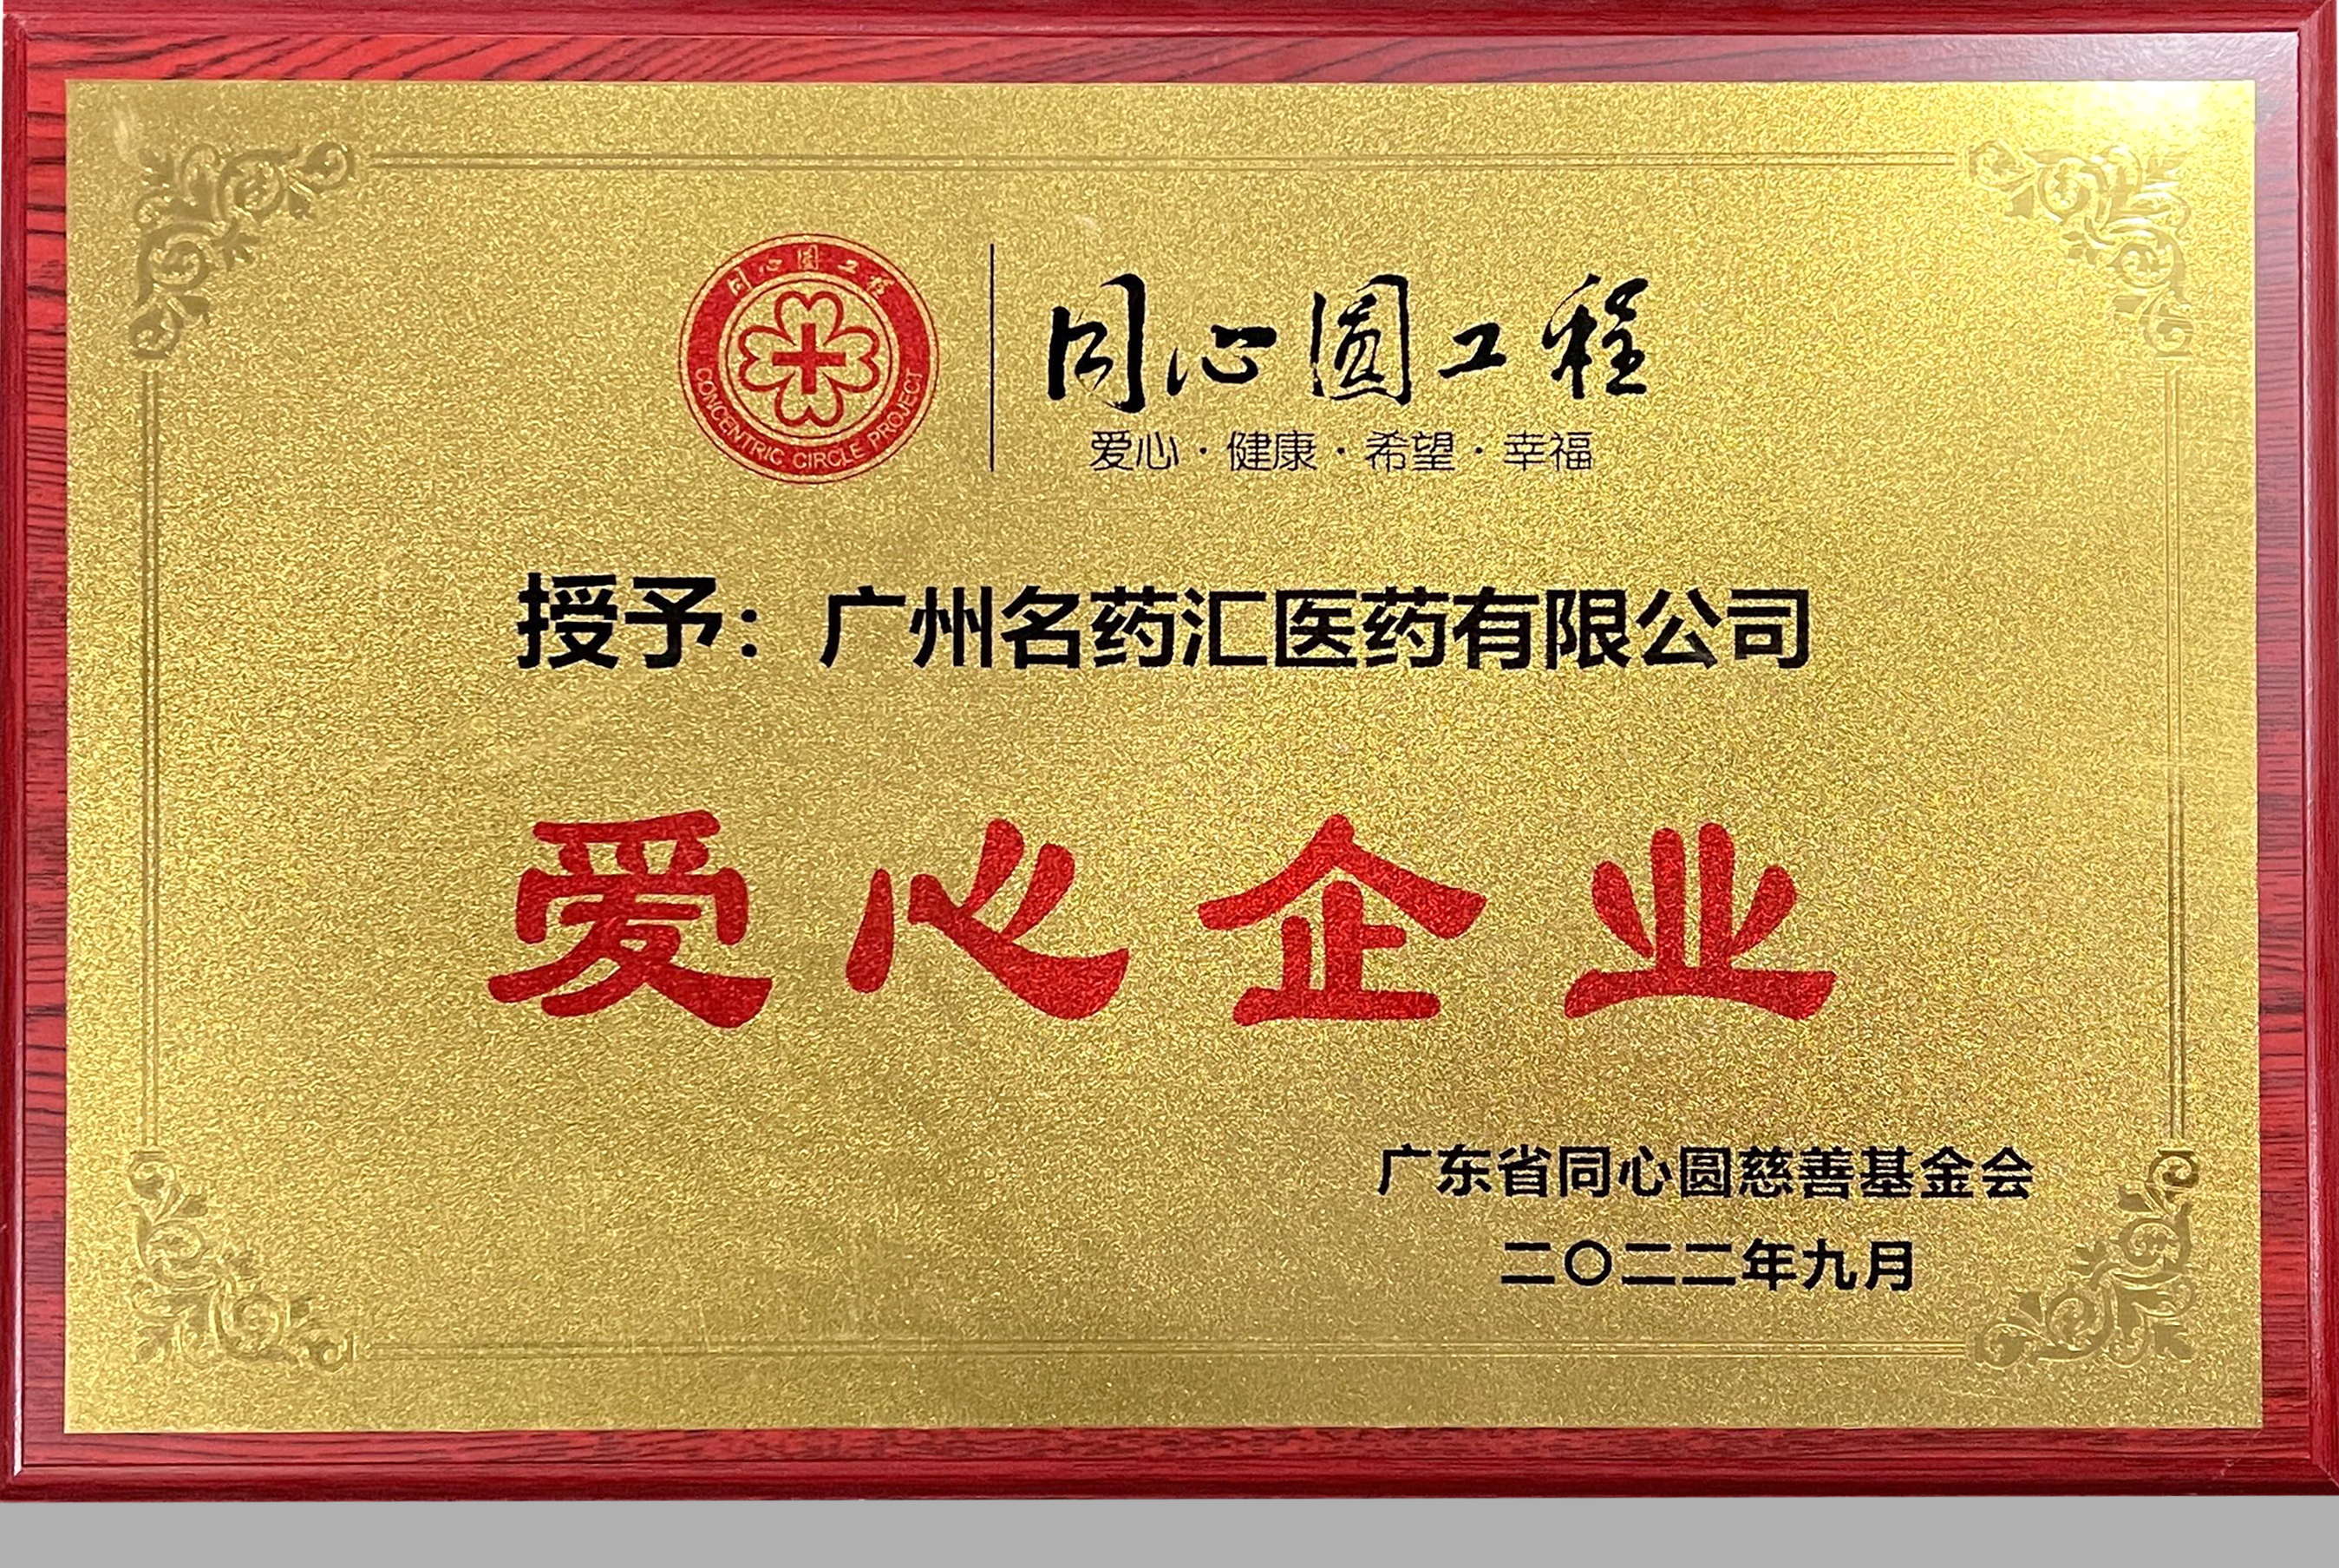 同心圆工程
CONCENTRIC CIRCLE PROJECT
同心圆工程
爱心·健康·希望·幸福
授予：广州名药汇医药有限公司
爱心企业
广东省同心圆慈善基金会
二〇二二年九月